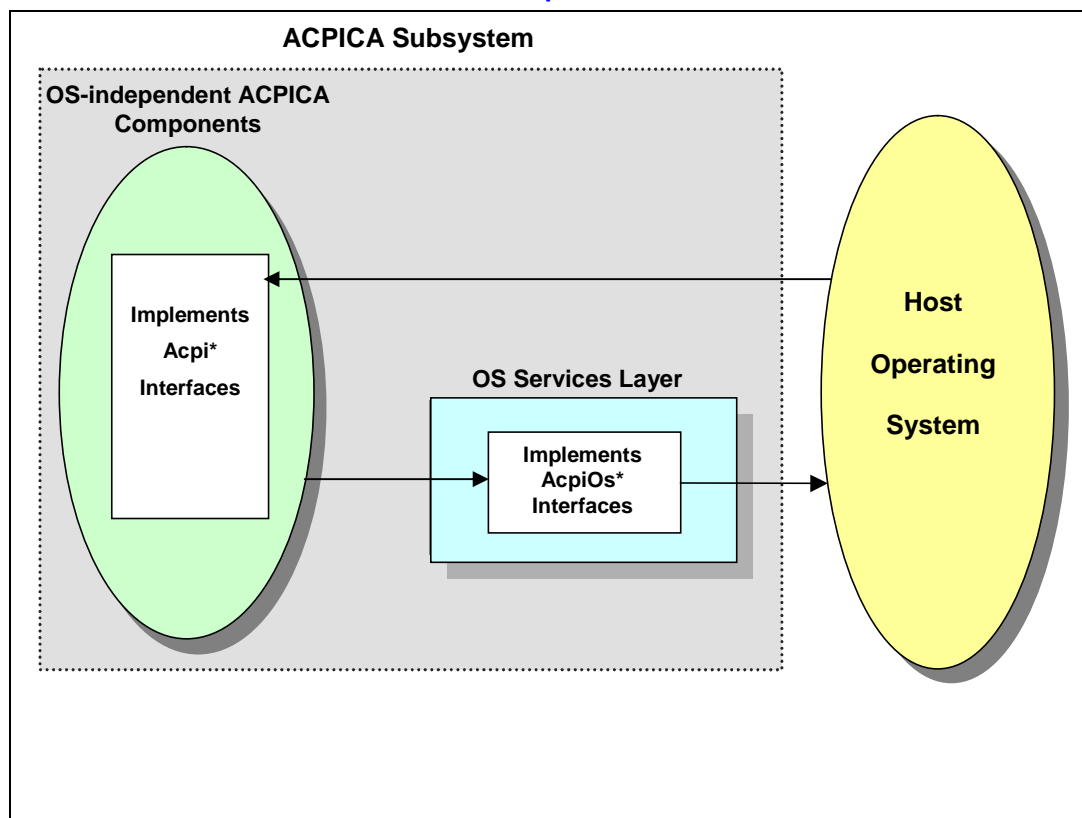 ACPICA Subsystem
OS-independent ACPICA
Components
Implements
Acpi*
Interfaces
OS Services Layer
Implements
AcpiOs*
Interfaces
Host
Operating
System